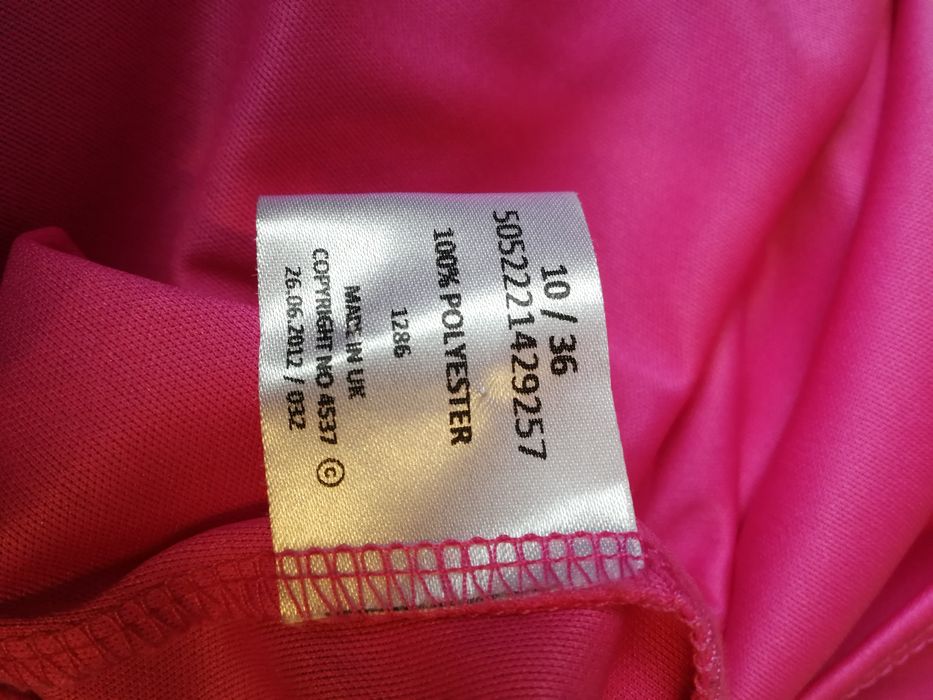 10 / 36
5052221429257
100% POLYESTER
1286
MADE IN UK
COPYRIGHT NO 4537 ©
26.06.2012 / 032